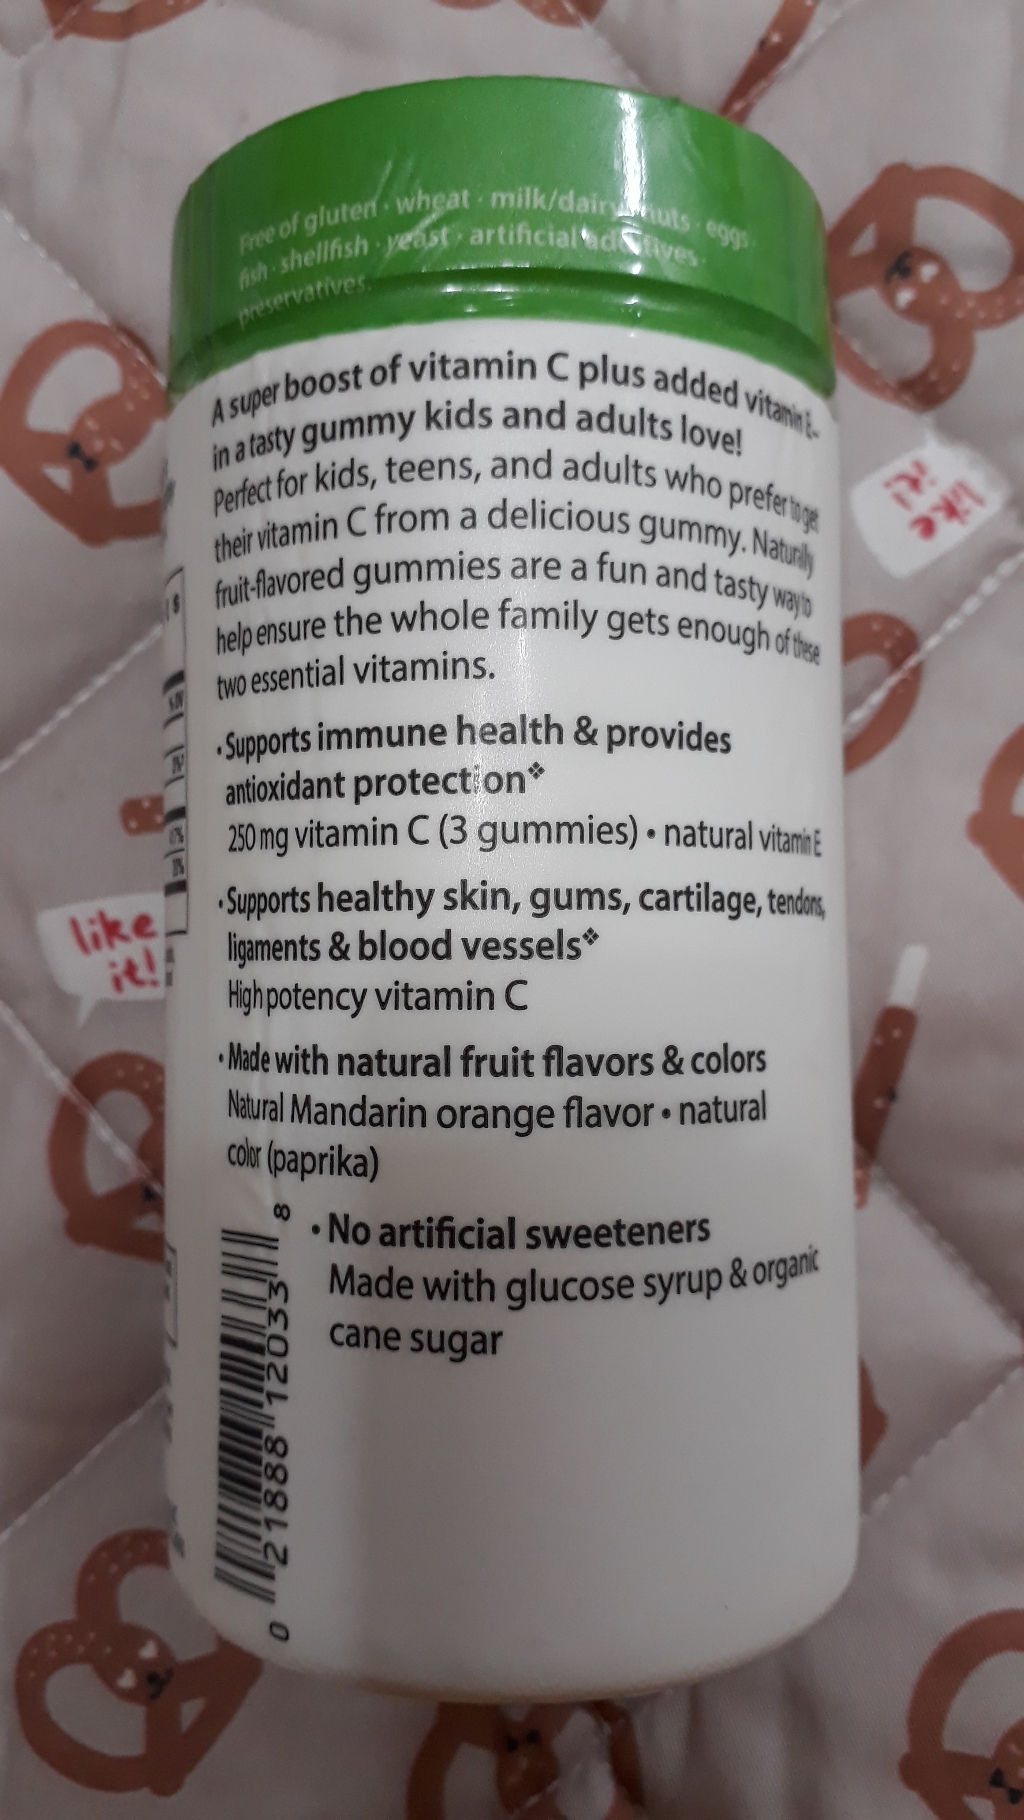 Free of gluten · wheat · milk/dairy nuts · eggs ·
fish · shellfish · yeast · artificial additives ·
preservatives.
A super boost of vitamin C plus added vitamin E–
in a tasty gummy kids and adults love!
Perfect for kids, teens, and adults who prefer to get
their vitamin C from a delicious gummy. Naturally
fruit-flavored gummies are a fun and tasty way to
help ensure the whole family gets enough of these
two essential vitamins.
• Supports immune health & provides
antioxidant protection❖
250 mg vitamin C (3 gummies) • natural vitamin E
• Supports healthy skin, gums, cartilage, tendons,
ligaments & blood vessels❖
High potency vitamin C
• Made with natural fruit flavors & colors
Natural Mandarin orange flavor • natural
color (paprika)
• No artificial sweeteners
Made with glucose syrup & organic
cane sugar
0 21888 12033 8
like
it!
like
it!